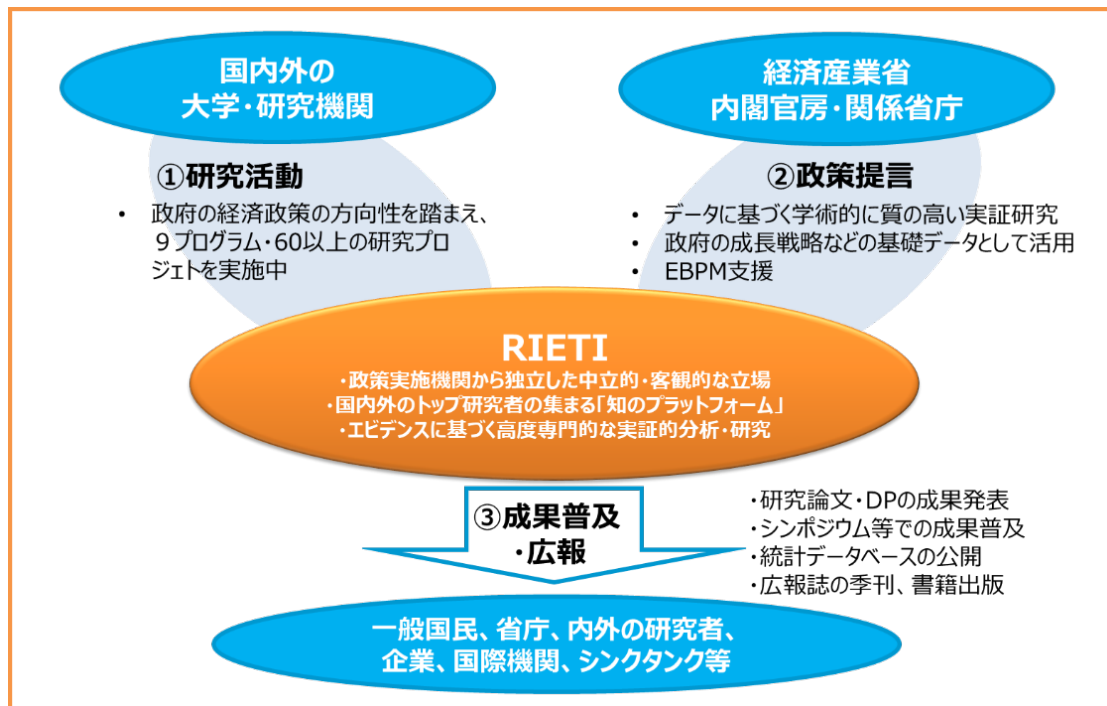 国内外の
大学・研究機関
経済産業省
内閣官房・関係省庁
①研究活動
• 政府の経済政策の方向性を踏まえ、
９プログラム・60以上の研究プロ
ジェトを実施中
②政策提言
• データに基づく学術的に質の高い実証研究
• 政府の成長戦略などの基礎データとして活用
• EBPM支援
RIETI
・政策実施機関から独立した中立的・客観的な立場
・国内外のトップ研究者の集まる「知のプラットフォーム」
・エビデンスに基づく高度専門的な実証的分析・研究
③成果普及
・広報
・研究論文・DPの成果発表
・シンポジウム等での成果普及
・統計データベースの公開
・広報誌の季刊、書籍出版
一般国民、省庁、内外の研究者、
企業、国際機関、シンクタンク等